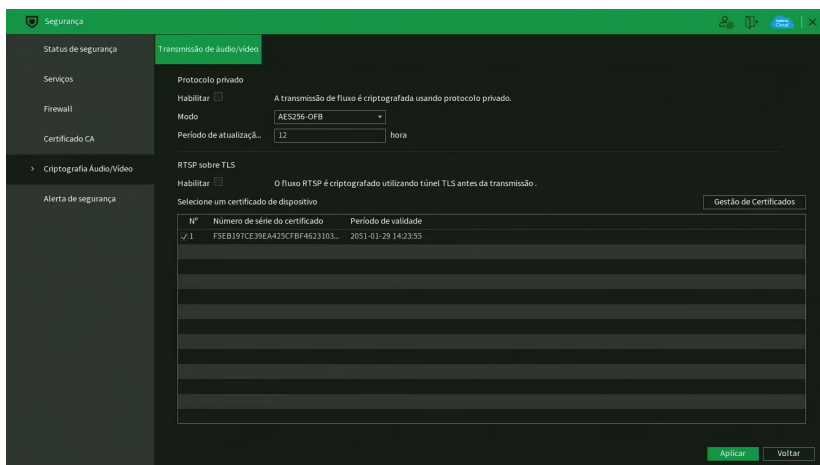 Segurança
Cloud
Status de segurança
Serviços
Firewall
Certificado CA
> Criptografia Áudio/Vídeo
Alerta de segurança
Transmissão de áudio/vídeo
Protocolo privado
Habilitar A transmissão de fluxo é criptografada usando protocolo privado.
Modo AES256-OFB
Período de atualizaçã... 12 hora
RTSP sobre TLS
Habilitar O fluxo RTSP é criptografado utilizando túnel TLS antes da transmissão .
Selecione um certificado de dispositivo Gestão de Certificados
Nº Número de série do certificado Período de validade
1 F5EB197CE39EA425CFBF4623103... 2051-01-29 14:23:55
Aplicar Voltar